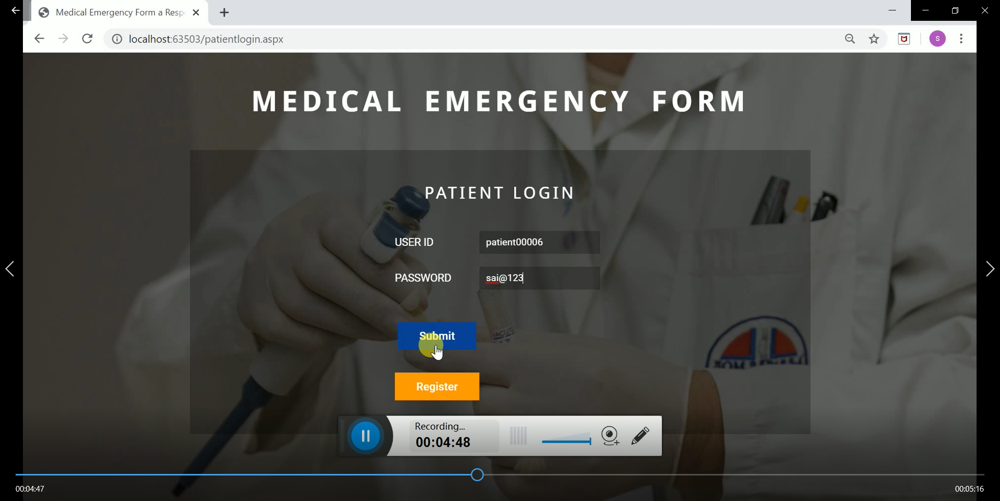 Medical Emergency Form a Resp
localhost:63503/patientlogin.aspx
S
MEDICAL EMERGENCY FORM
PATIENT LOGIN
USER ID patient00006
PASSWORD sai@123
Submit
VACUTE
Register
Recording...
00:04:48
00:04:47 00:05:16